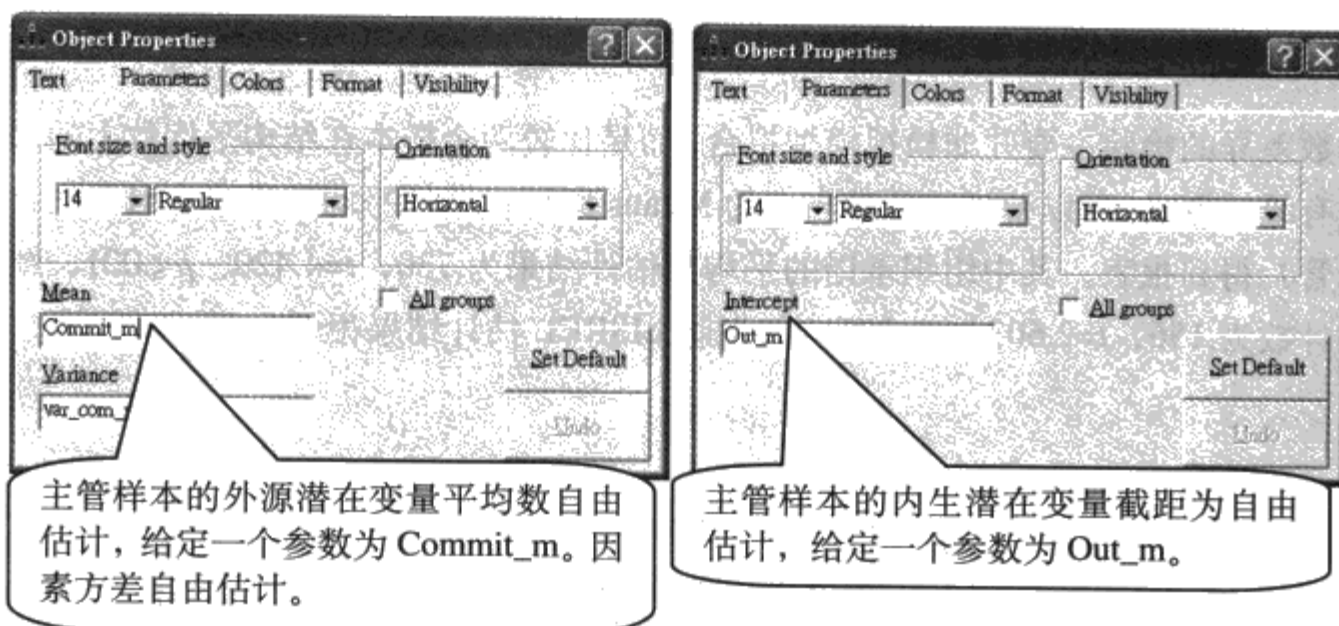 Object Properties
Text Parameters Colors Format Visibility
Font size and style
Orientation
14 Regular
Horizontal
Mean
All groups
Commit_m
Set Default
Variance
Undo
主管样本的外源潜在变量平均数自由
估计，给定一个参数为 Commit_m。因
素方差自由估计。
Object Properties
Text Parameters Colors Format Visibility
Font size and style
Orientation
14 Regular
Horizontal
Intercept
All groups
Out_m
Set Default
Undo
主管样本的内生潜在变量截距为自由
估计，给定一个参数为 Out_m。